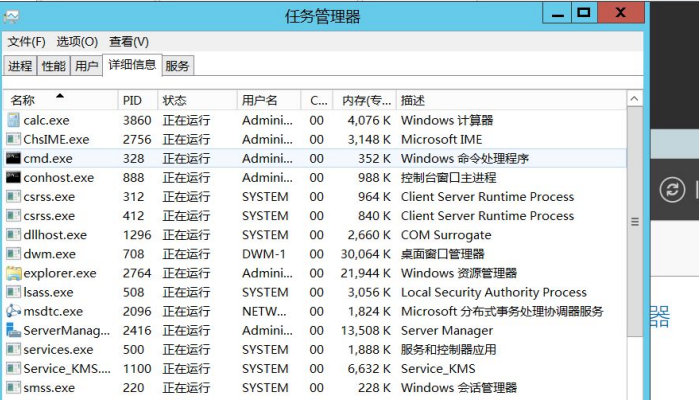 任务管理器
文件(F) 选项(O) 查看(V)
进程 性能 用户 详细信息 服务
名称 PID 状态 用户名 C... 内存(专... 描述
calc.exe 3860 正在运行 Admini... 00 4,076 K Windows 计算器
ChsIME.exe 2756 正在运行 Admini... 00 3,148 K Microsoft IME
cmd.exe 328 正在运行 Admini... 00 352 K Windows 命令处理程序
conhost.exe 888 正在运行 Admini... 00 988 K 控制台窗口主进程
csrss.exe 312 正在运行 SYSTEM 00 964 K Client Server Runtime Process
csrss.exe 412 正在运行 SYSTEM 00 840 K Client Server Runtime Process
dllhost.exe 1296 正在运行 SYSTEM 00 2,660 K COM Surrogate
dwm.exe 708 正在运行 DWM-1 00 30,064 K 桌面窗口管理器
explorer.exe 2764 正在运行 Admini... 00 21,944 K Windows 资源管理器
lsass.exe 508 正在运行 SYSTEM 00 3,056 K Local Security Authority Process
msdtc.exe 2096 正在运行 NETW... 00 1,824 K Microsoft 分布式事务处理协调器服务
ServerManag... 2416 正在运行 Admini... 00 13,508 K Server Manager
services.exe 500 正在运行 SYSTEM 00 1,888 K 服务和控制器应用
Service_KMS.... 1100 正在运行 SYSTEM 00 6,632 K Service_KMS
smss.exe 220 正在运行 SYSTEM 00 228 K Windows 会话管理器
器